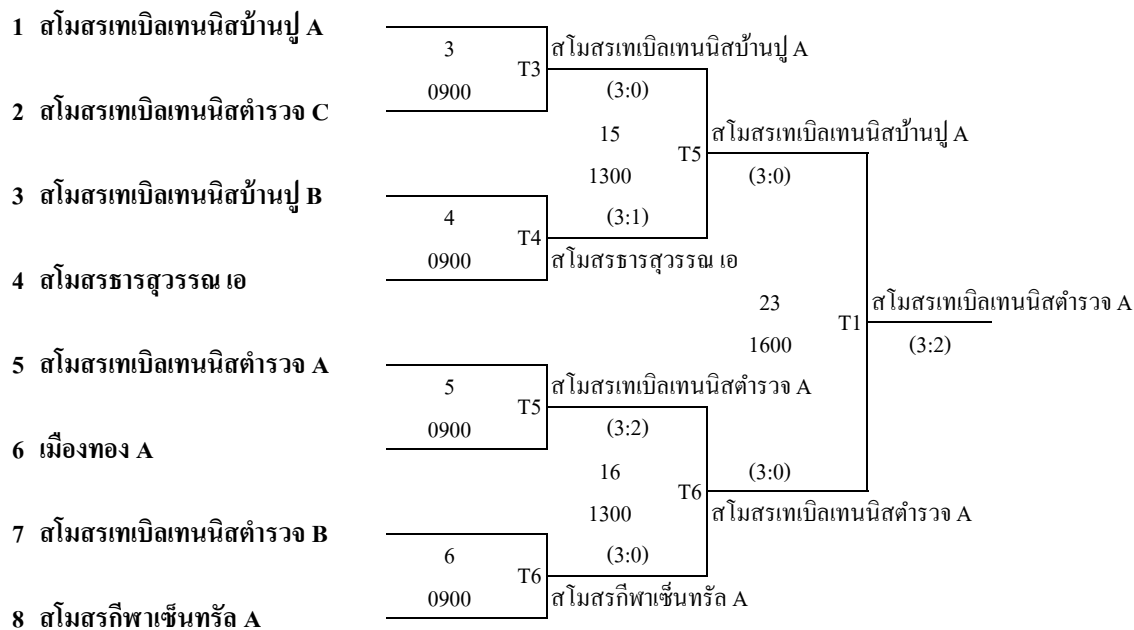 1 สโมสรเทเบิลเทนนิสบ้านปู A
3
สโมสรเทเบิลเทนนิสบ้านปู A
T3
0900
(3:0)
2 สโมสรเทเบิลเทนนิสตำรวจ C
15
สโมสรเทเบิลเทนนิสบ้านปู A
T5
1300
(3:0)
3 สโมสรเทเบิลเทนนิสบ้านปู B
4
(3:1)
T4
0900
สโมสรธารสุวรรณ เอ
4 สโมสรธารสุวรรณ เอ
23
สโมสรเทเบิลเทนนิสตำรวจ A
T1
1600
(3:2)
5 สโมสรเทเบิลเทนนิสตำรวจ A
5
สโมสรเทเบิลเทนนิสตำรวจ A
T5
0900
(3:2)
6 เมืองทอง A
16
(3:0)
T6
1300
สโมสรเทเบิลเทนนิสตำรวจ A
7 สโมสรเทเบิลเทนนิสตำรวจ B
6
(3:0)
T6
0900
สโมสรกีฬาเซ็นทรัล A
8 สโมสรกีฬาเซ็นทรัล A